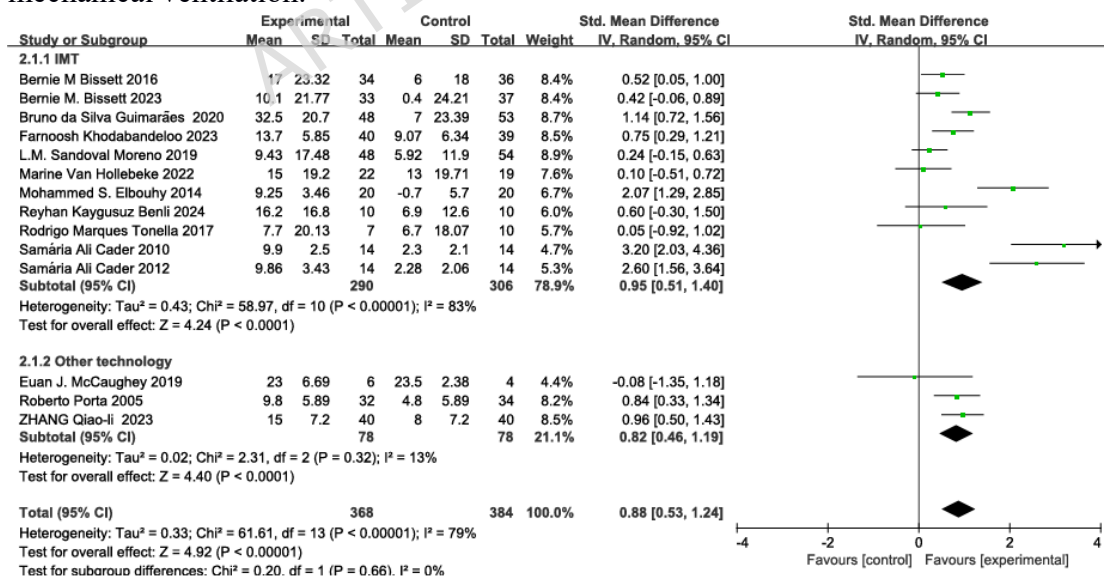 mechanical ventilation.
Experimental Control Std. Mean Difference Std. Mean Difference
Study or Subgroup Mean SD Total Mean SD Total Weight IV, Random, 95% CI IV, Random, 95% CI
2.1.1 IMT
Bernie M Bissett 2016 17 23.32 34 6 18 36 8.4% 0.52 [0.05, 1.00]
Bernie M. Bissett 2023 10.1 21.77 33 0.4 24.21 37 8.4% 0.42 [-0.06, 0.89]
Bruno da Silva Guimarães 2020 32.5 20.7 48 7 23.39 53 8.7% 1.14 [0.72, 1.56]
Farnoosh Khodabandeloo 2023 13.7 5.85 40 9.07 6.34 39 8.5% 0.75 [0.29, 1.21]
L.M. Sandoval Moreno 2019 9.43 17.48 48 5.92 11.9 54 8.9% 0.24 [-0.15, 0.63]
Marine Van Hollebeke 2022 15 19.2 22 13 19.71 19 7.6% 0.10 [-0.51, 0.72]
Mohammed S. Elbouhy 2014 9.25 3.46 20 -0.7 5.7 20 6.7% 2.07 [1.29, 2.85]
Reyhan Kaygusuz Benli 2024 16.2 16.8 10 6.9 12.6 10 6.0% 0.60 [-0.30, 1.50]
Rodrigo Marques Tonella 2017 7.7 20.13 7 6.7 18.07 10 5.7% 0.05 [-0.92, 1.02]
Samária Ali Cader 2010 9.9 2.5 14 2.3 2.1 14 4.8% 3.20 [2.03, 4.36]
Samária Ali Cader 2012 9.86 3.43 14 2.28 2.06 14 5.3% 2.60 [1.56, 3.64]
Subtotal (95% CI) 290 306 78.9% 0.95 [0.51, 1.40]
Heterogeneity: Tau² = 0.43; Chi² = 58.97, df = 10 (P < 0.00001); I² = 83%
Test for overall effect: Z = 4.24 (P < 0.0001)
2.1.2 Other technology
Euan J. McCaughey 2019 23 6.69 6 23.5 2.38 4 4.4% -0.08 [-1.35, 1.18]
Roberto Porta 2005 9.8 5.89 32 4.8 5.89 34 8.2% 0.84 [0.33, 1.34]
ZHANG Qiao-li 2023 15 7.2 40 8 7.2 40 8.5% 0.96 [0.50, 1.43]
Subtotal (95% CI) 78 78 21.1% 0.82 [0.46, 1.19]
Heterogeneity: Tau² = 0.02; Chi² = 2.31, df = 2 (P = 0.32); I² = 13%
Test for overall effect: Z = 4.40 (P < 0.0001)
Total (95% CI) 368 384 100.0% 0.88 [0.53, 1.24]
Heterogeneity: Tau² = 0.33; Chi² = 61.61, df = 13 (P < 0.00001); I² = 79%
Test for overall effect: Z = 4.92 (P < 0.00001)
Test for subgroup differences: Chi² = 0.20, df = 1 (P = 0.66), I² = 0%
-4 -2 0 2 4
Favours [control] Favours [experimental]